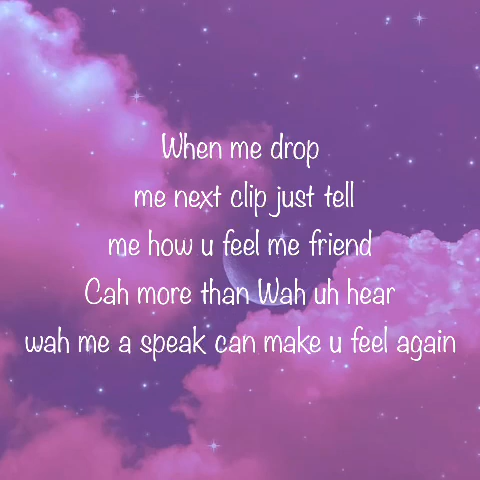 When me drop
me next clip just tell
me how u feel me friend
Cah more than Wah uh hear
wah me a speak can make u feel again